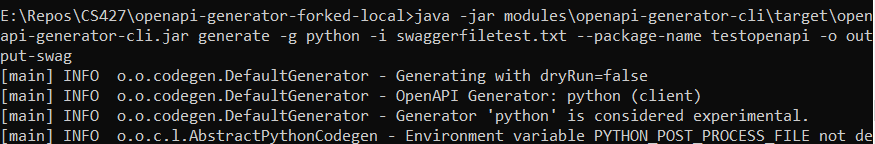 E:\Repos\CS427\openapi-generator-forked-local>java -jar modules\openapi-generator-cli\target\open
api-generator-cli.jar generate -g python -i swaggerfiletest.txt --package-name testopenapi -o out
put-swag
[main] INFO  o.o.codegen.DefaultGenerator - Generating with dryRun=false
[main] INFO  o.o.codegen.DefaultGenerator - OpenAPI Generator: python (client)
[main] INFO  o.o.codegen.DefaultGenerator - Generator 'python' is considered experimental.
[main] INFO  o.o.c.l.AbstractPythonCodegen - Environment variable PYTHON_POST_PROCESS_FILE not de